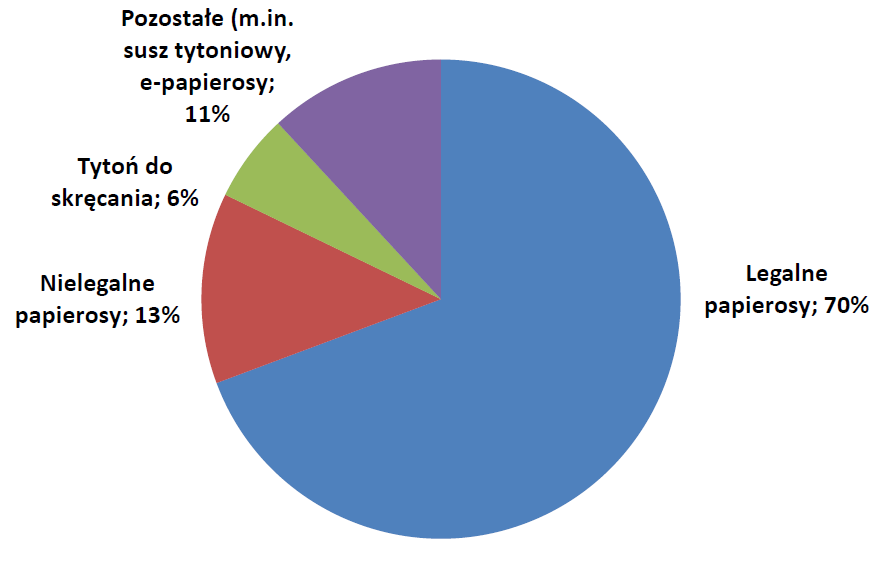 Pozostałe (m.in.
susz tytoniowy,
e-papierosy;
11%
Tytoń do
skręcania; 6%
Nielegalne
papierosy; 13%
Legalne
papierosy; 70%